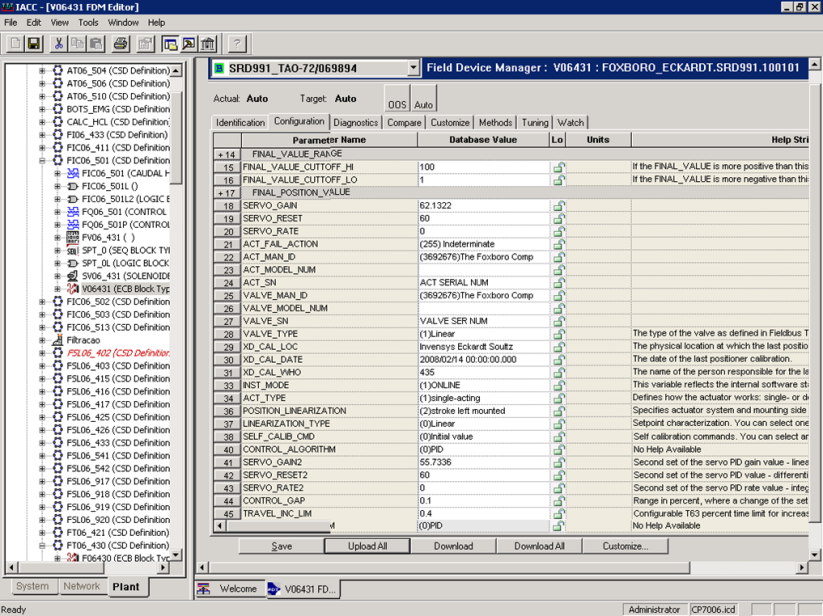 IACC - [V06431 FDM Editor]
File Edit View Tools Window Help
AT06_504 (CSD Definition)
AT06_506 (CSD Definition)
AT06_510 (CSD Definition)
BOTS_EMG (CSD Definition)
CALC_HCL (CSD Definition)
FI06_433 (CSD Definition)
FIC06_411 (CSD Definition)
FIC06_501 (CSD Definition)
FIC06_501 (CAUDAL H
FIC06_501L ()
FIC06_501L2 (LOGIC E
FQ06_501 (CONTROL
FQ06_501P (CONTROL
FV06_431 ( )
SPT_0 (SEQ BLOCK TY
SPT_0L (LOGIC BLOCK
SV06_431 (SOLENOIDE
V06431 (ECB Block Typ
FIC06_502 (CSD Definition
FIC06_503 (CSD Definition
FIC06_513 (CSD Definition
Filtracao
FSL06_402 (CSD Definition
FSL06_403 (CSD Definition
FSL06_415 (CSD Definition
FSL06_416 (CSD Definition
FSL06_417 (CSD Definition
FSL06_425 (CSD Definition
FSL06_426 (CSD Definition
FSL06_433 (CSD Definition
FSL06_541 (CSD Definition
FSL06_542 (CSD Definition
FSL06_917 (CSD Definition
FSL06_918 (CSD Definition
FSL06_919 (CSD Definition
FSL06_920 (CSD Definition
FT06_421 (CSD Definition)
FT06_430 (CSD Definition)
F06430 (ECB Block Typ
System Network Plant
SRD991_TAO-72/069894 Field Device Manager : V06431 : FOXBORO_ECKARDT.SRD991.100101
Actual: Auto Target: Auto OOS Auto
Identification Configuration Diagnostics Compare Customize Methods Tuning Watch
Parameter Name Database Value Lo Units Help Stri
+ 14 FINAL_VALUE_RANGE
15 FINAL_VALUE_CUTTOFF_HI 100 If the FINAL_VALUE is more positive than this
16 FINAL_VALUE_CUTTOFF_LO 1 If the FINAL_VALUE is more negative than thi
+ 17 FINAL_POSITION_VALUE
18 SERVO_GAIN 62.1322
19 SERVO_RESET 60
20 SERVO_RATE 0
21 ACT_FAIL_ACTION (255) Indeterminate
22 ACT_MAN_ID (3692676)The Foxboro Comp
23 ACT_MODEL_NUM
24 ACT_SN ACT SERIAL NUM
25 VALVE_MAN_ID (3692676)The Foxboro Comp
26 VALVE_MODEL_NUM
27 VALVE_SN VALVE SER NUM
28 VALVE_TYPE (1)Linear The type of the valve as defined in Fieldbus T
29 XD_CAL_LOC Invensys Eckardt Soultz The physical location at which the last positio
30 XD_CAL_DATE 2008/02/14 00:00:00.000 The date of the last positioner calibration.
31 XD_CAL_WHO 435 The name of the person responsible for the la
33 INST_MODE (1)ONLINE This variable reflects the internal software st
34 ACT_TYPE (1)single-acting Defines how the actuator works: single- or d
36 POSITION_LINEARIZATION (2)stroke left mounted Specifies actuator system and mounting side
37 LINEARIZATION_TYPE (0)Linear Setpoint characterization. You can select one
38 SELF_CALIB_CMD (0)Initial value Self calibration commands. You can select ar
40 CONTROL_ALGORITHM (0)PID No Help Available
41 SERVO_GAIN2 55.7336 Second set of the servo PID gain value - linea
42 SERVO_RESET2 60 Second set of the servo PID value - differenti
43 SERVO_RATE2 0 Second set of the servo PID rate value - integ
44 CONTROL_GAP 0.1 Range in percent, where a change of the set
45 TRAVEL_INC_LIM 0.4 Configurable T63 percent time limit for increas
(0)PID No Help Available
Save Upload All Download Download All Customize...
Welcome V06431 FD...
Ready Administrator CP7006.icd